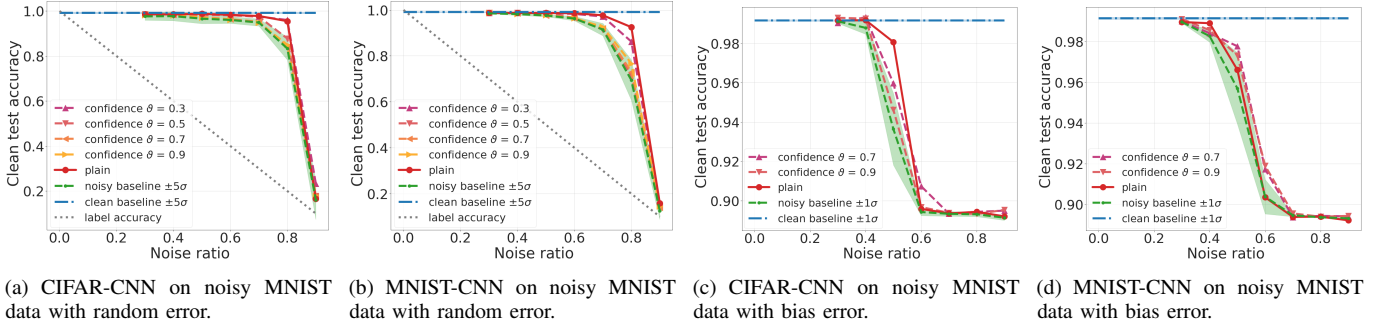 Clean test accuracy
1.0
0.8
0.6
0.4
0.2
confidence ϑ = 0.3
confidence ϑ = 0.5
confidence ϑ = 0.7
confidence ϑ = 0.9
plain
noisy baseline ±5σ
clean baseline ±5σ
label accuracy
0.0 0.2 0.4 0.6 0.8
Noise ratio
(a) CIFAR-CNN on noisy MNIST
data with random error.
Clean test accuracy
1.0
0.8
0.6
0.4
0.2
confidence ϑ = 0.3
confidence ϑ = 0.5
confidence ϑ = 0.7
confidence ϑ = 0.9
plain
noisy baseline ±5σ
clean baseline ±5σ
label accuracy
0.0 0.2 0.4 0.6 0.8
Noise ratio
(b) MNIST-CNN on noisy MNIST
data with random error.
Clean test accuracy
0.98
0.96
0.94
0.92
0.90
confidence ϑ = 0.7
confidence ϑ = 0.9
plain
noisy baseline ±1σ
clean baseline ±1σ
0.0 0.2 0.4 0.6 0.8
Noise ratio
(c) CIFAR-CNN on noisy MNIST
data with bias error.
Clean test accuracy
0.98
0.96
0.94
0.92
0.90
confidence ϑ = 0.7
confidence ϑ = 0.9
plain
noisy baseline ±1σ
clean baseline ±1σ
0.0 0.2 0.4 0.6 0.8
Noise ratio
(d) MNIST-CNN on noisy MNIST
data with bias error.